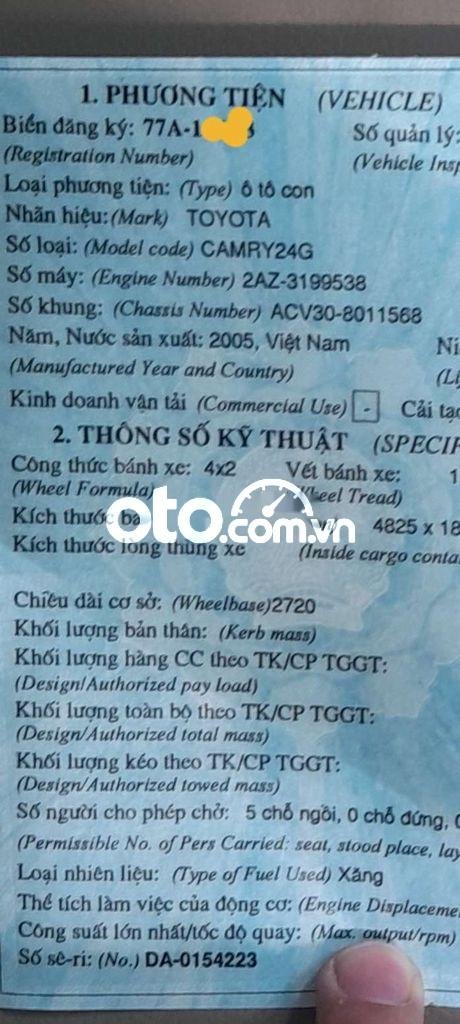 1. PHƯƠNG TIỆN (VEHICLE)
Biển đăng ký: 77A-1
Số quản lý:
(Registration Number)
(Vehicle Insp
Loại phương tiện: (Type) ô tô con
Nhãn hiệu: (Mark) TOYOTA
Số loại: (Model code) CAMRY24G
Số máy: (Engine Number) 2AZ-3199538
Số khung: (Chassis Number) ACV30-8011568
Năm, Nước sản xuất: 2005, Việt Nam
Ni
(Manufactured Year and Country)
(Li
Kinh doanh vận tải (Commercial Use) - Cải tạ
2. THÔNG SỐ KỸ THUẬT (SPECIF
Công thức bánh xe: 4x2 Vết bánh xe: 1
(Wheel Formula) Wheel Tread)
oto.com.vn
Kích thước 4825 x 18
Kích thước lòng thùng xe (Inside cargo conta
Chiều dài cơ sở: (Wheelbase)2720
Khối lượng bản thân: (Kerb mass)
Khối lượng hàng CC theo TK/CP TGGT:
(Design/Authorized pay load)
Khối lượng toàn bộ theo TK/CP TGGT:
(Design/Authorized total mass)
Khối lượng kéo theo TK/CP TGGT:
(Design/Authorized towed mass)
Số người cho phép chở: 5 chỗ ngồi, 0 chỗ đứng,
(Permissible No. of Pers Carried: seat, stood place, lay
Loại nhiên liệu: (Type of Fuel Used) Xăng
Thể tích làm việc của động cơ: (Engine Displaceme
Công suất lớn nhất/tốc độ quay: (Max. output/rpm)
Số sê-ri: (No.) DA-0154223